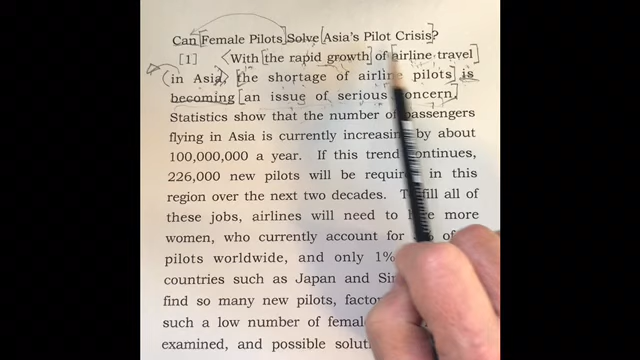 Can Female Pilots Solve Asia's Pilot Crisis?
[1] With the rapid growth of airline travel
in Asia, the shortage of airline pilots is
becoming an issue of serious concern.
Statistics show that the number of passengers
flying in Asia is currently increasing by about
100,000,000 a year. If this trend continues,
226,000 new pilots will be required in this
region over the next two decades. To fill all of
these jobs, airlines will need to hire more
women, who currently account for of
pilots worldwide, and only 1%
countries such as Japan and
find so many new pilots,
such a low number of
examined, and possible